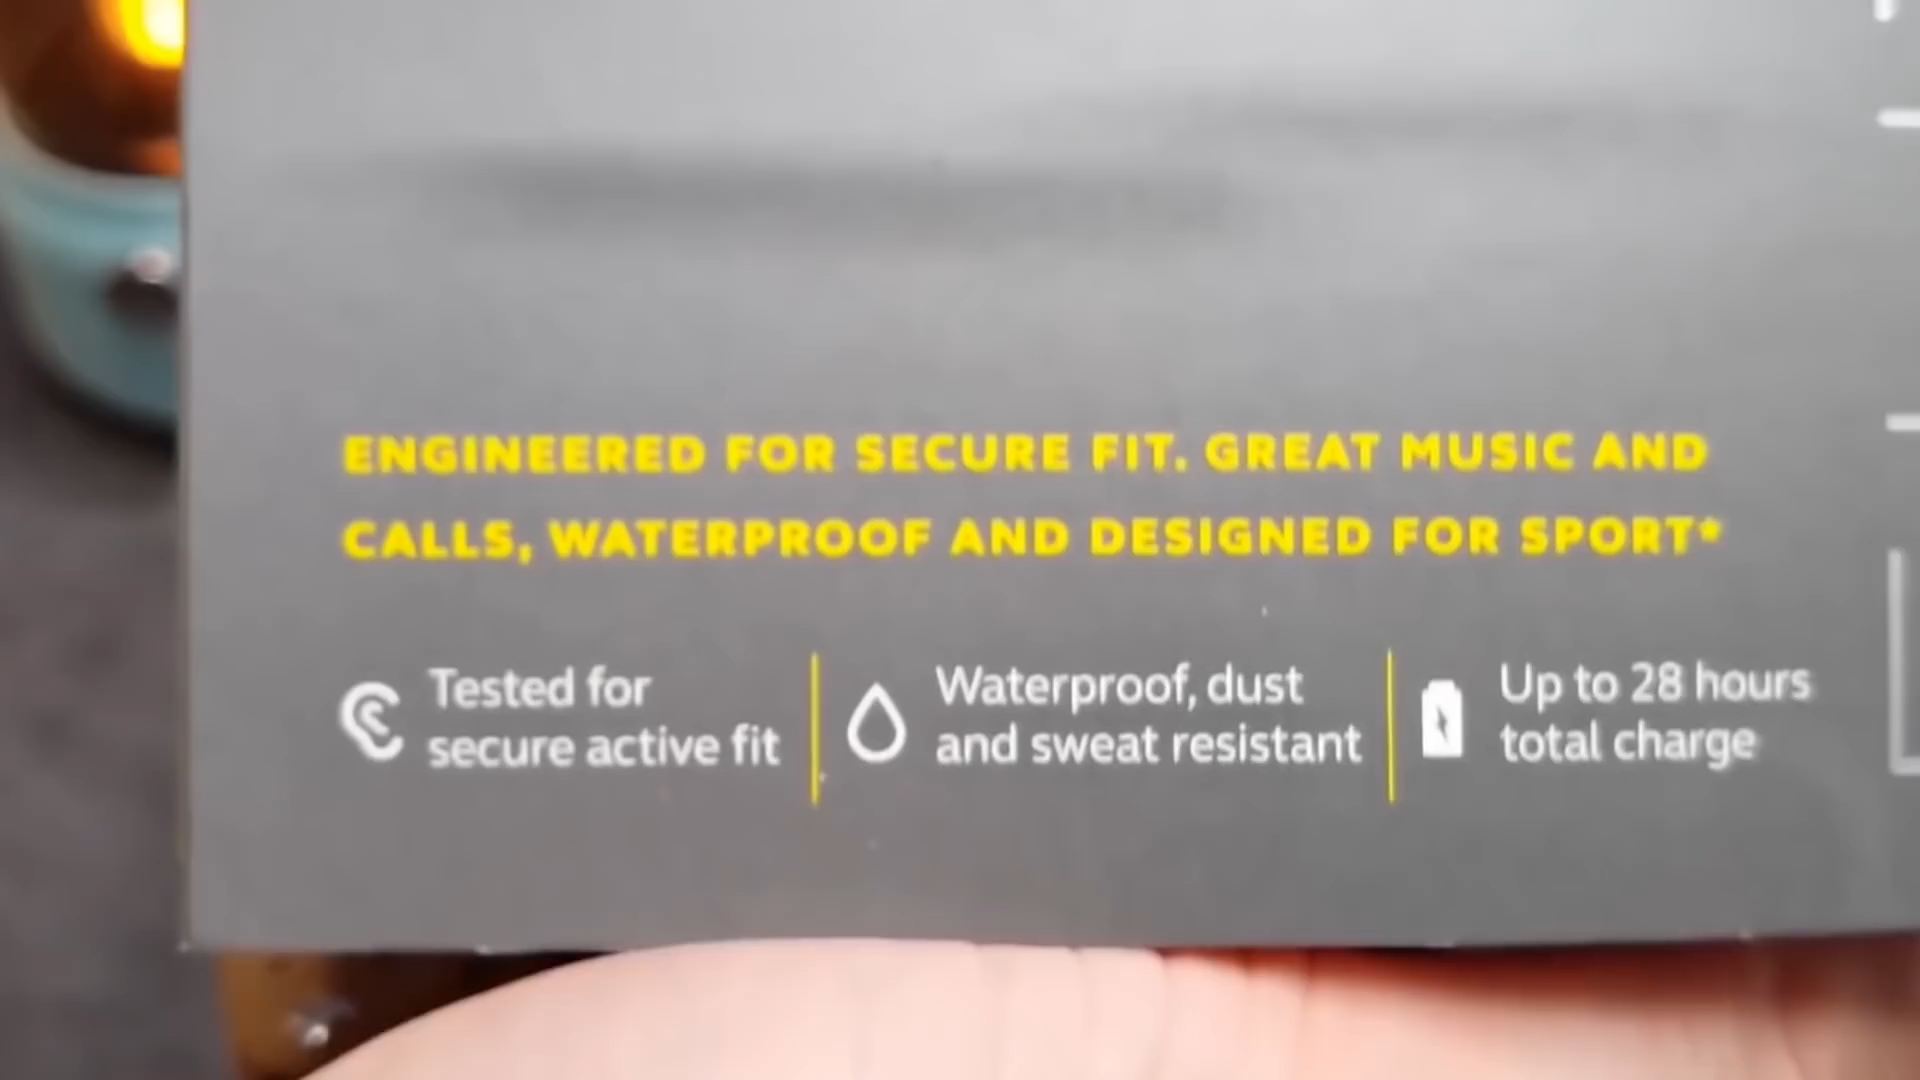 ENGINEERED FOR SECURE FIT. GREAT MUSIC AND
CALLS, WATERPROOF AND DESIGNED FOR SPORT*
Tested for
secure active fit
Waterproof, dust
and sweat resistant
Up to 28 hours
total charge